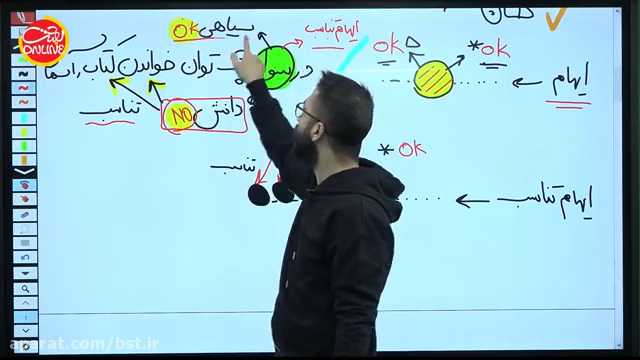 سیاهی OK
ایهام تناسب
OK
* OK
ایهام
توان خواندن کتاب
دانش NO
تناسب
* OK
تناسب
ایهام تناسب
ONLINE
aparat.com/bst.ir